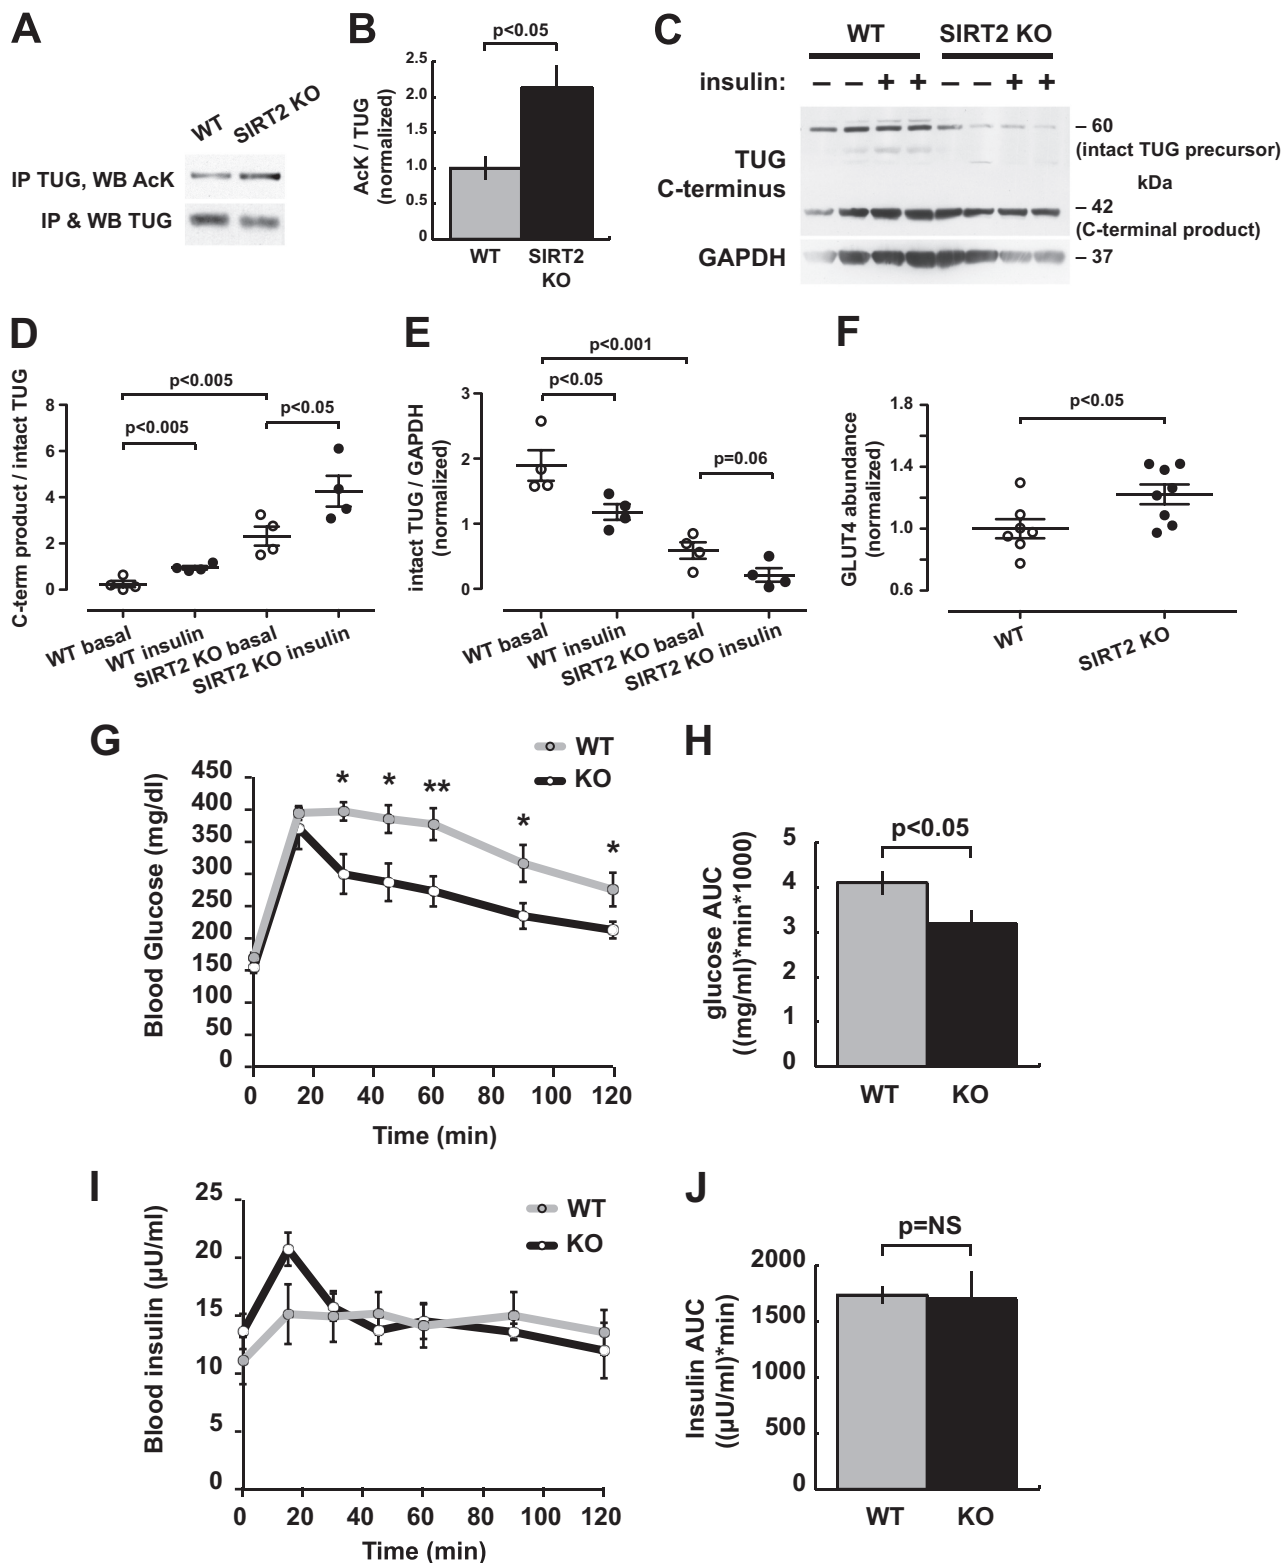 A
WT
SIRT2 KO
IP TUG, WB AcK
IP & WB TUG
B
p<0.05
AcK / TUG
(normalized)
2.5
2.0
1.0
0.5
0
WT
SIRT2
KO
C
WT
SIRT2 KO
insulin:
– – + + – – + +
TUG
C-terminus
– 60
(intact TUG precursor)
kDa
– 42
(C-terminal product)
GAPDH
– 37
D
C-term product / intact TUG
p<0.005
p<0.005
p<0.05
8
6
4
2
0
WT basal
WT insulin
SIRT2 KO basal
SIRT2 KO insulin
E
intact TUG / GAPDH
(normalized)
p<0.001
p<0.05
p=0.06
3
2
1
0
WT basal
WT insulin
SIRT2 KO basal
SIRT2 KO insulin
F
GLUT4 abundance
(normalized)
p<0.05
1.8
1.4
1.0
0.6
WT
SIRT2 KO
G
WT
KO
Blood Glucose (mg/dl)
450
400
350
300
250
200
150
100
50
0
* * ** * *
0 20 40 60 80 100 120
Time (min)
H
p<0.05
glucose AUC
((mg/ml)*min*1000)
5
4
3
2
1
0
WT KO
I
WT
KO
Blood insulin (µU/ml)
25
20
15
10
5
0
0 20 40 60 80 100 120
Time (min)
J
p=NS
Insulin AUC
((µU/ml)*min)
2000
1500
1000
500
0
WT KO